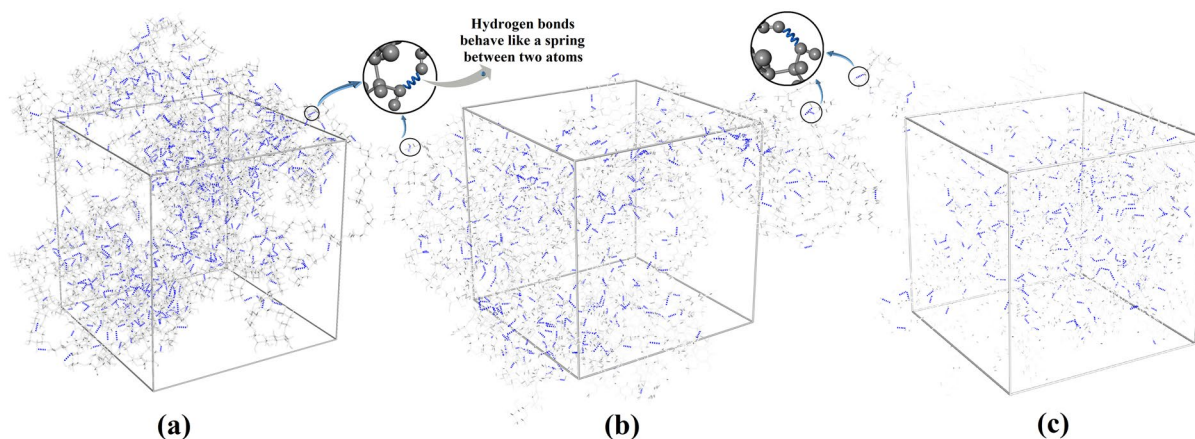 Hydrogen bonds
behave like a spring
between two atoms
(a)
(b)
(c)